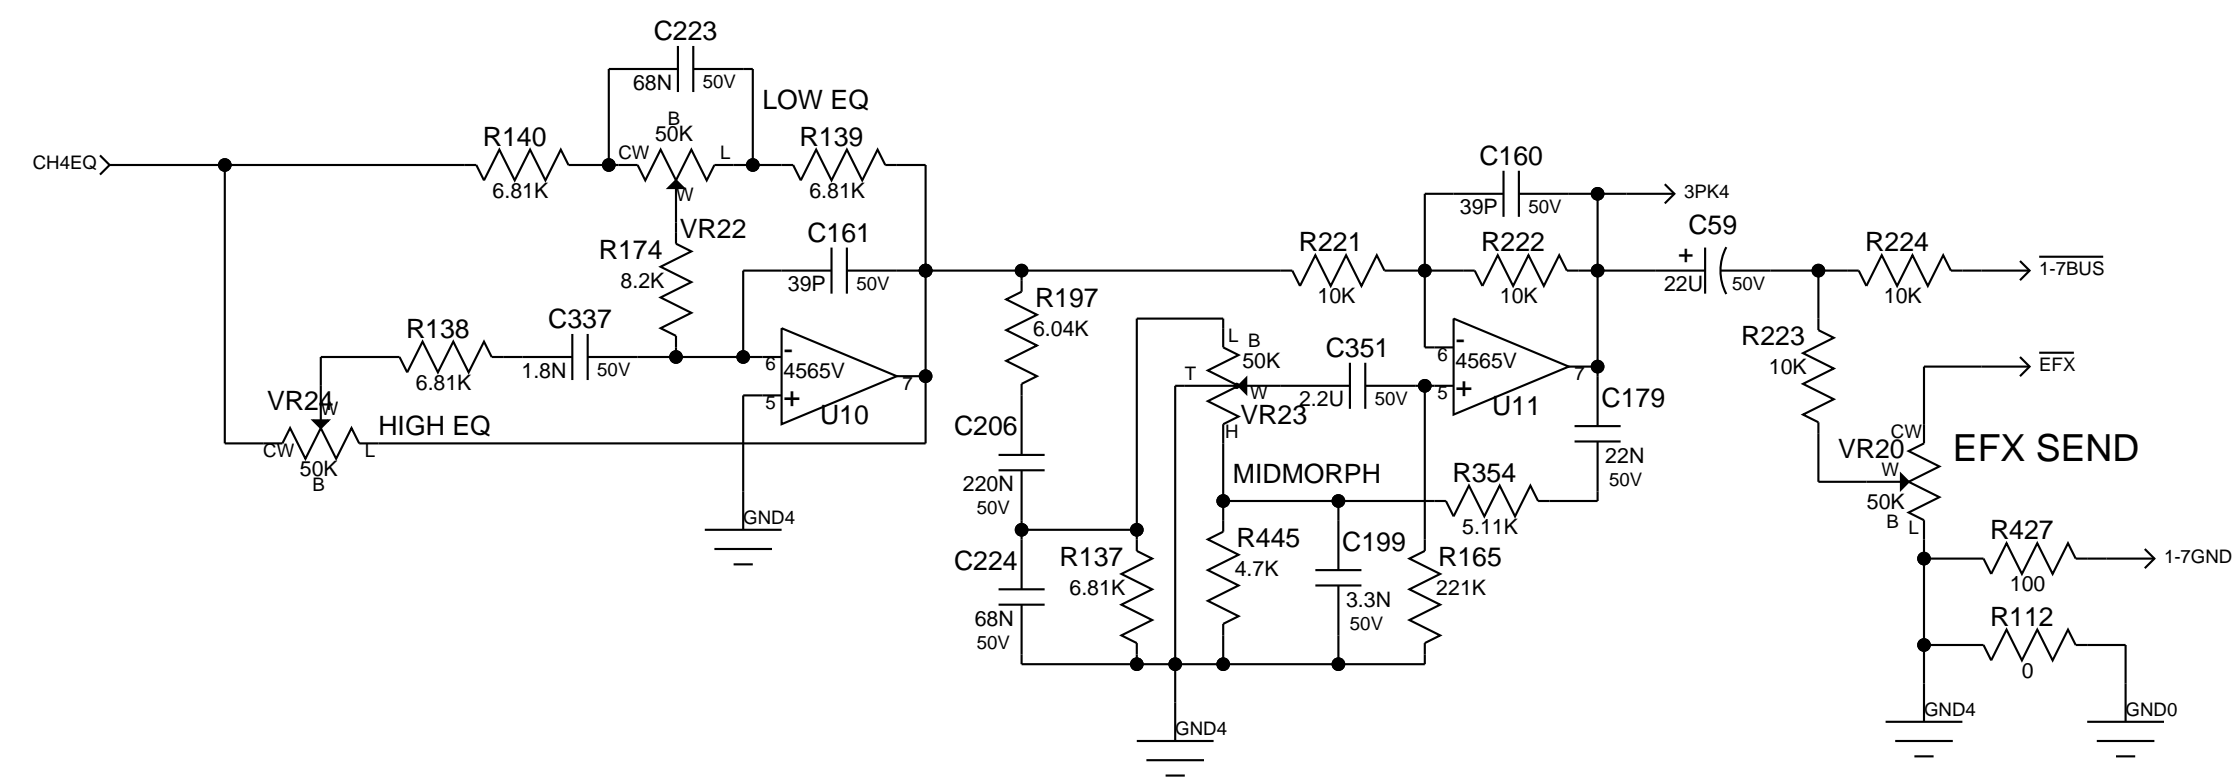 C223
68N
50V
LOW EQ
B
50K
CW
L
W
VR22
CH4EQ
R140
6.81K
R139
6.81K
R174
8.2K
C161
39P
50V
R138
6.81K
C337
1.8N
50V
VR24
W
CW
L
50K
B
HIGH EQ
-
6
4565V
5
+
7
U10
GND4
R197
6.04K
C206
220N
50V
C224
68N
50V
R137
6.81K
L
B
50K
T
W
VR23
H
C351
2.2U
50V
MIDMORPH
R445
4.7K
C199
3.3N
50V
R165
221K
GND4
R221
10K
C160
39P
50V
R222
10K
-
6
4565V
5
+
7
U11
R354
5.11K
C179
22N
50V
3PK4
C59
+
22U
50V
R224
10K
1-7BUS
R223
10K
EFX
CW
VR20
W
50K
B
L
EFX SEND
R427
100
1-7GND
R112
0
GND4
GND0